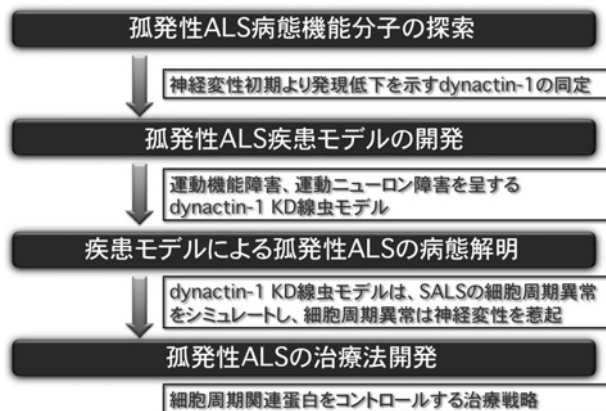 孤発性ALS病態機能分子の探索
神経変性初期より発現低下を示すdynactin-1の同定
孤発性ALS疾患モデルの開発
運動機能障害、運動ニューロン障害を呈する
dynactin-1 KD線虫モデル
疾患モデルによる孤発性ALSの病態解明
dynactin-1 KD線虫モデルは、SALSの細胞周期異常
をシミュレートし、細胞周期異常は神経変性を惹起
孤発性ALSの治療法開発
細胞周期関連蛋白をコントロールする治療戦略